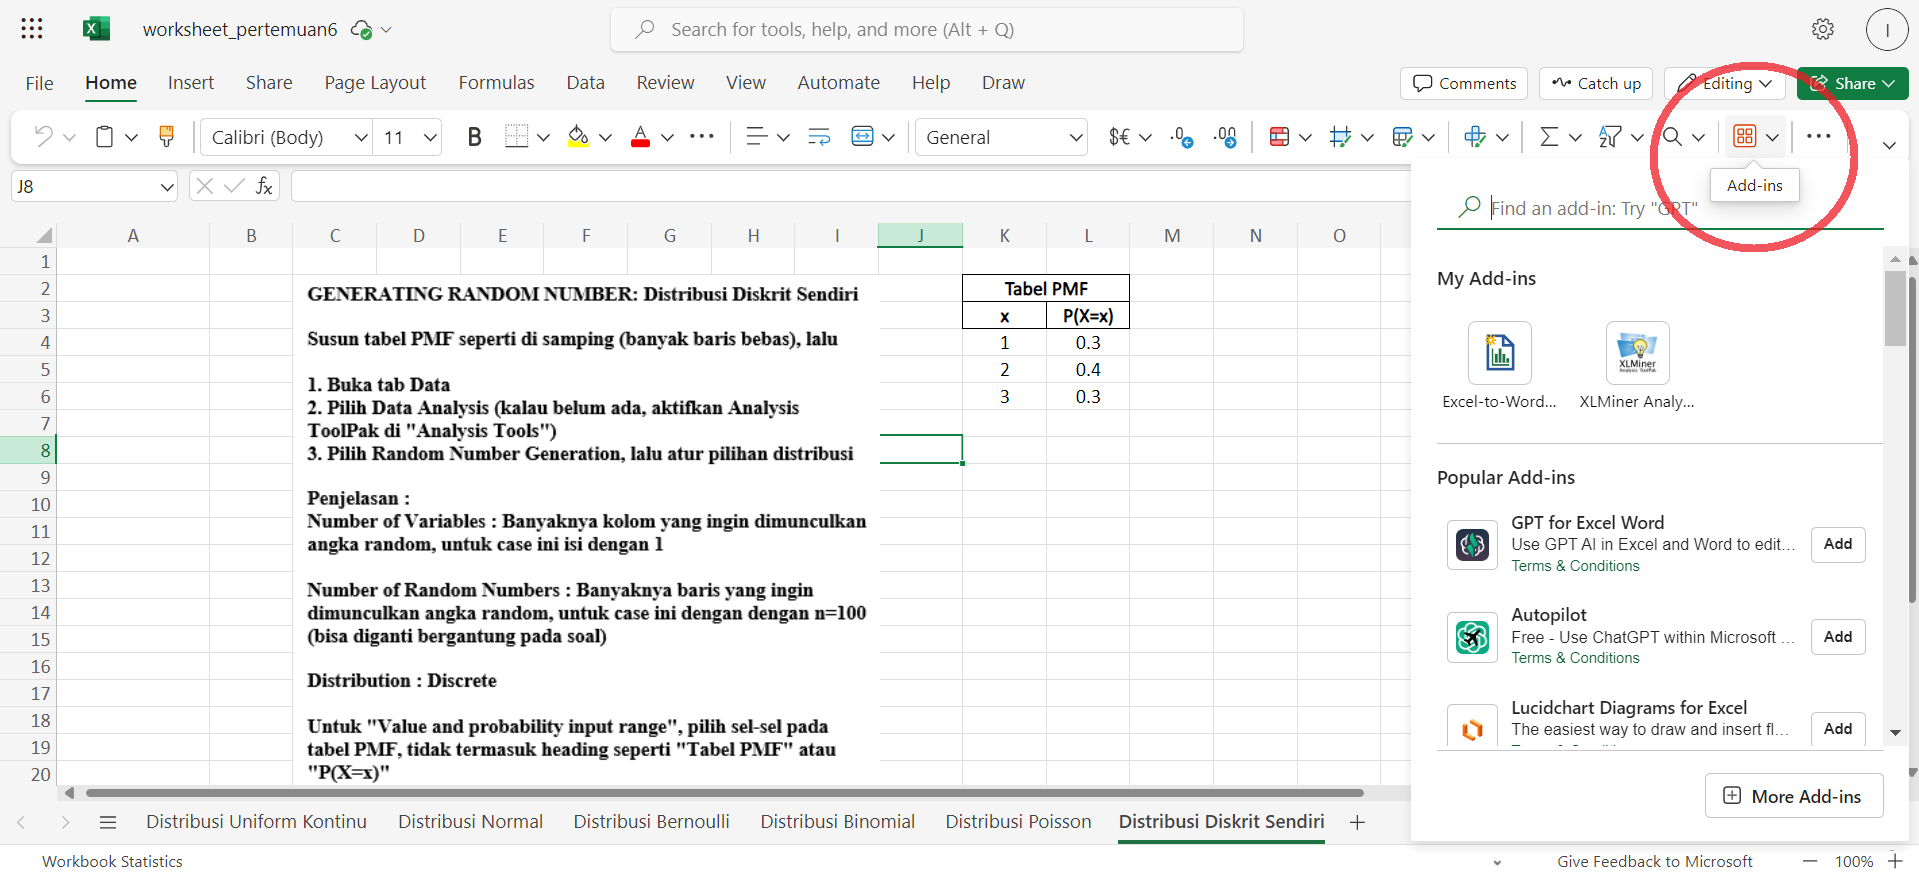 worksheet_pertemuan6
Search for tools, help, and more (Alt + Q)
I
File Home Insert Share Page Layout Formulas Data Review View Automate Help Draw
Comments Catch up Editing Share
Calibri (Body) 11 B A General $€ .0 .00
Add-ins
J8 fx
Find an add-in: Try "GPT"
A B C D E F G H I J K L M N O
1
2
3
4
5
6
7
8
9
10
11
12
13
14
15
16
17
18
19
20
GENERATING RANDOM NUMBER: Distribusi Diskrit Sendiri
Susun tabel PMF seperti di samping (banyak baris bebas), lalu
1. Buka tab Data
2. Pilih Data Analysis (kalau belum ada, aktifkan Analysis
ToolPak di "Analysis Tools")
3. Pilih Random Number Generation, lalu atur pilihan distribusi
Penjelasan :
Number of Variables : Banyaknya kolom yang ingin dimunculkan
angka random, untuk case ini isi dengan 1
Number of Random Numbers : Banyaknya baris yang ingin
dimunculkan angka random, untuk case ini dengan dengan n=100
(bisa diganti bergantung pada soal)
Distribution : Discrete
Untuk "Value and probability input range", pilih sel-sel pada
tabel PMF, tidak termasuk heading seperti "Tabel PMF" atau
"P(X=x)"
Tabel PMF
x P(X=x)
1 0.3
2 0.4
3 0.3
My Add-ins
XLMiner
Analysis ToolPak
Excel-to-Word... XLMiner Analy...
Popular Add-ins
GPT for Excel Word
Use GPT AI in Excel and Word to edit...
Terms & Conditions
Add
Autopilot
Free - Use ChatGPT within Microsoft ...
Terms & Conditions
Add
Lucidchart Diagrams for Excel
The easiest way to draw and insert fl...
Add
More Add-ins
Distribusi Uniform Kontinu Distribusi Normal Distribusi Bernoulli Distribusi Binomial Distribusi Poisson Distribusi Diskrit Sendiri
Workbook Statistics Give Feedback to Microsoft 100%